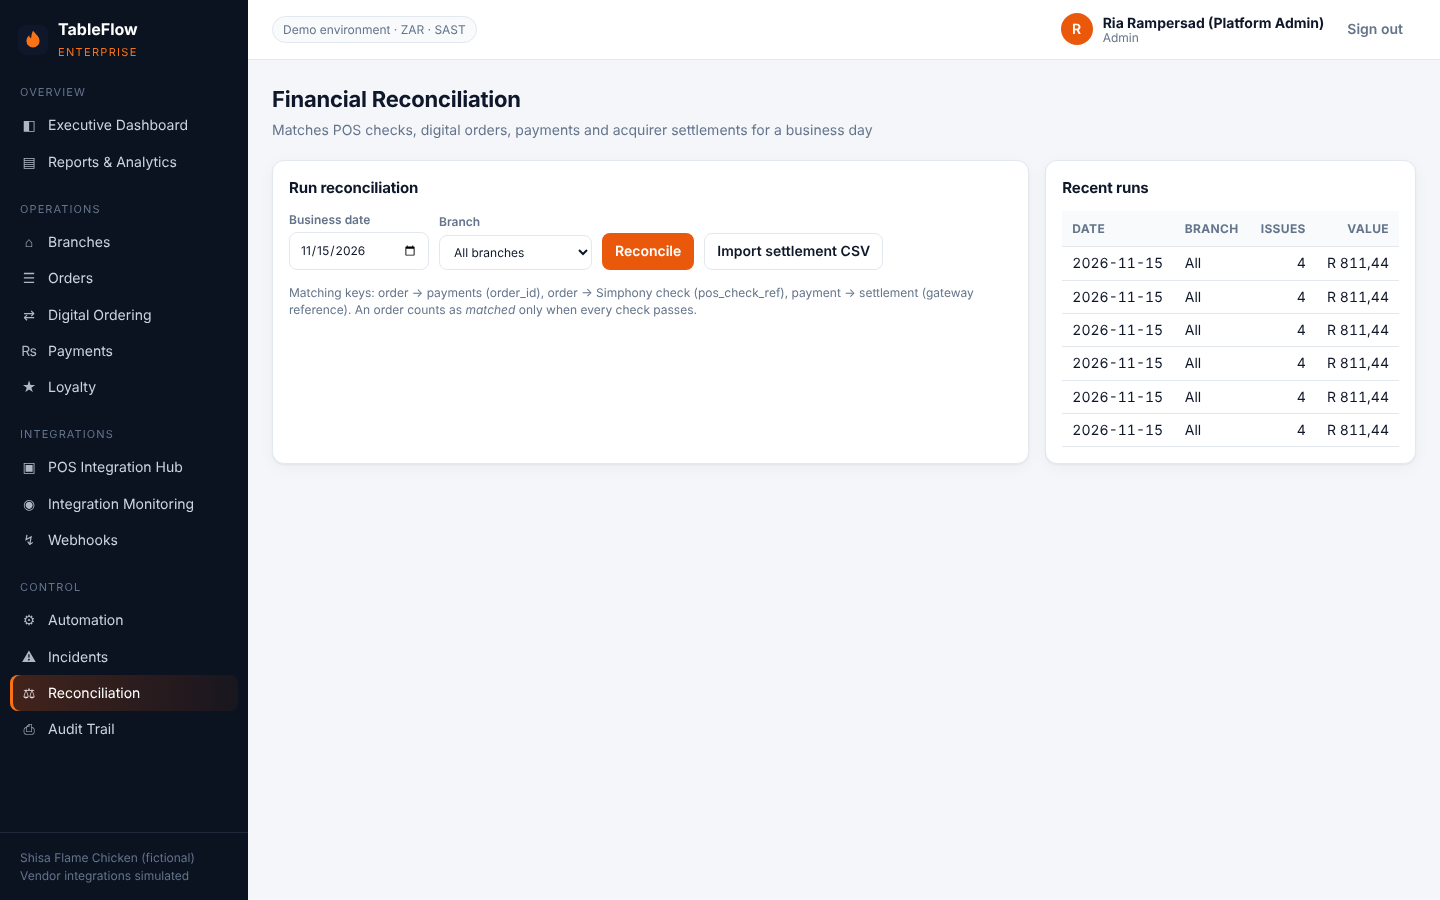 TableFlow
ENTERPRISE
OVERVIEW
Executive Dashboard
Reports & Analytics
OPERATIONS
Branches
Orders
Digital Ordering
Rs Payments
Loyalty
INTEGRATIONS
POS Integration Hub
Integration Monitoring
Webhooks
CONTROL
Automation
Incidents
Reconciliation
Audit Trail
Shisa Flame Chicken (fictional)
Vendor integrations simulated
Demo environment · ZAR · SAST
R
Ria Rampersad (Platform Admin)
Admin
Sign out
Financial Reconciliation
Matches POS checks, digital orders, payments and acquirer settlements for a business day
Run reconciliation
Business date
Branch
11/15/2026
All branches
Reconcile
Import settlement CSV
Matching keys: order → payments (order_id), order → Simphony check (pos_check_ref), payment → settlement (gateway
reference). An order counts as matched only when every check passes.
Recent runs
DATE BRANCH ISSUES VALUE
2026-11-15 All 4 R 811,44
2026-11-15 All 4 R 811,44
2026-11-15 All 4 R 811,44
2026-11-15 All 4 R 811,44
2026-11-15 All 4 R 811,44
2026-11-15 All 4 R 811,44